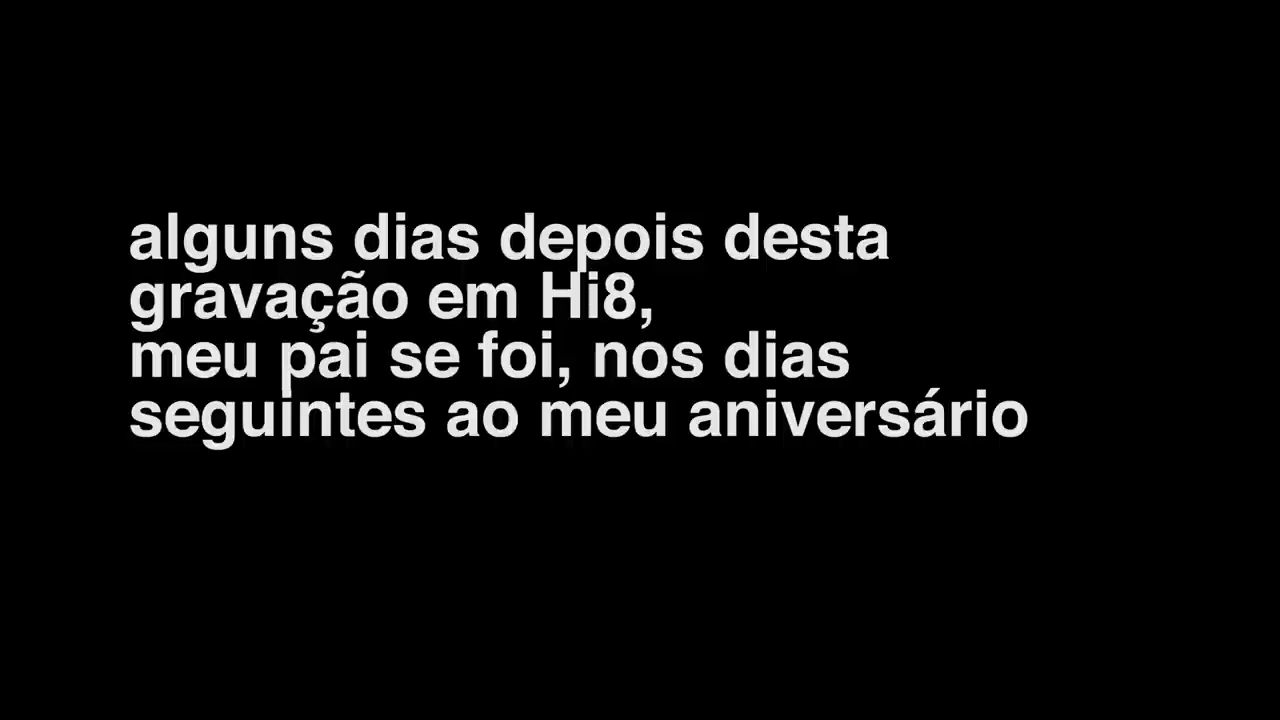 alguns dias depois desta
gravação em Hi8,
meu pai se foi, nos dias
seguintes ao meu aniversário